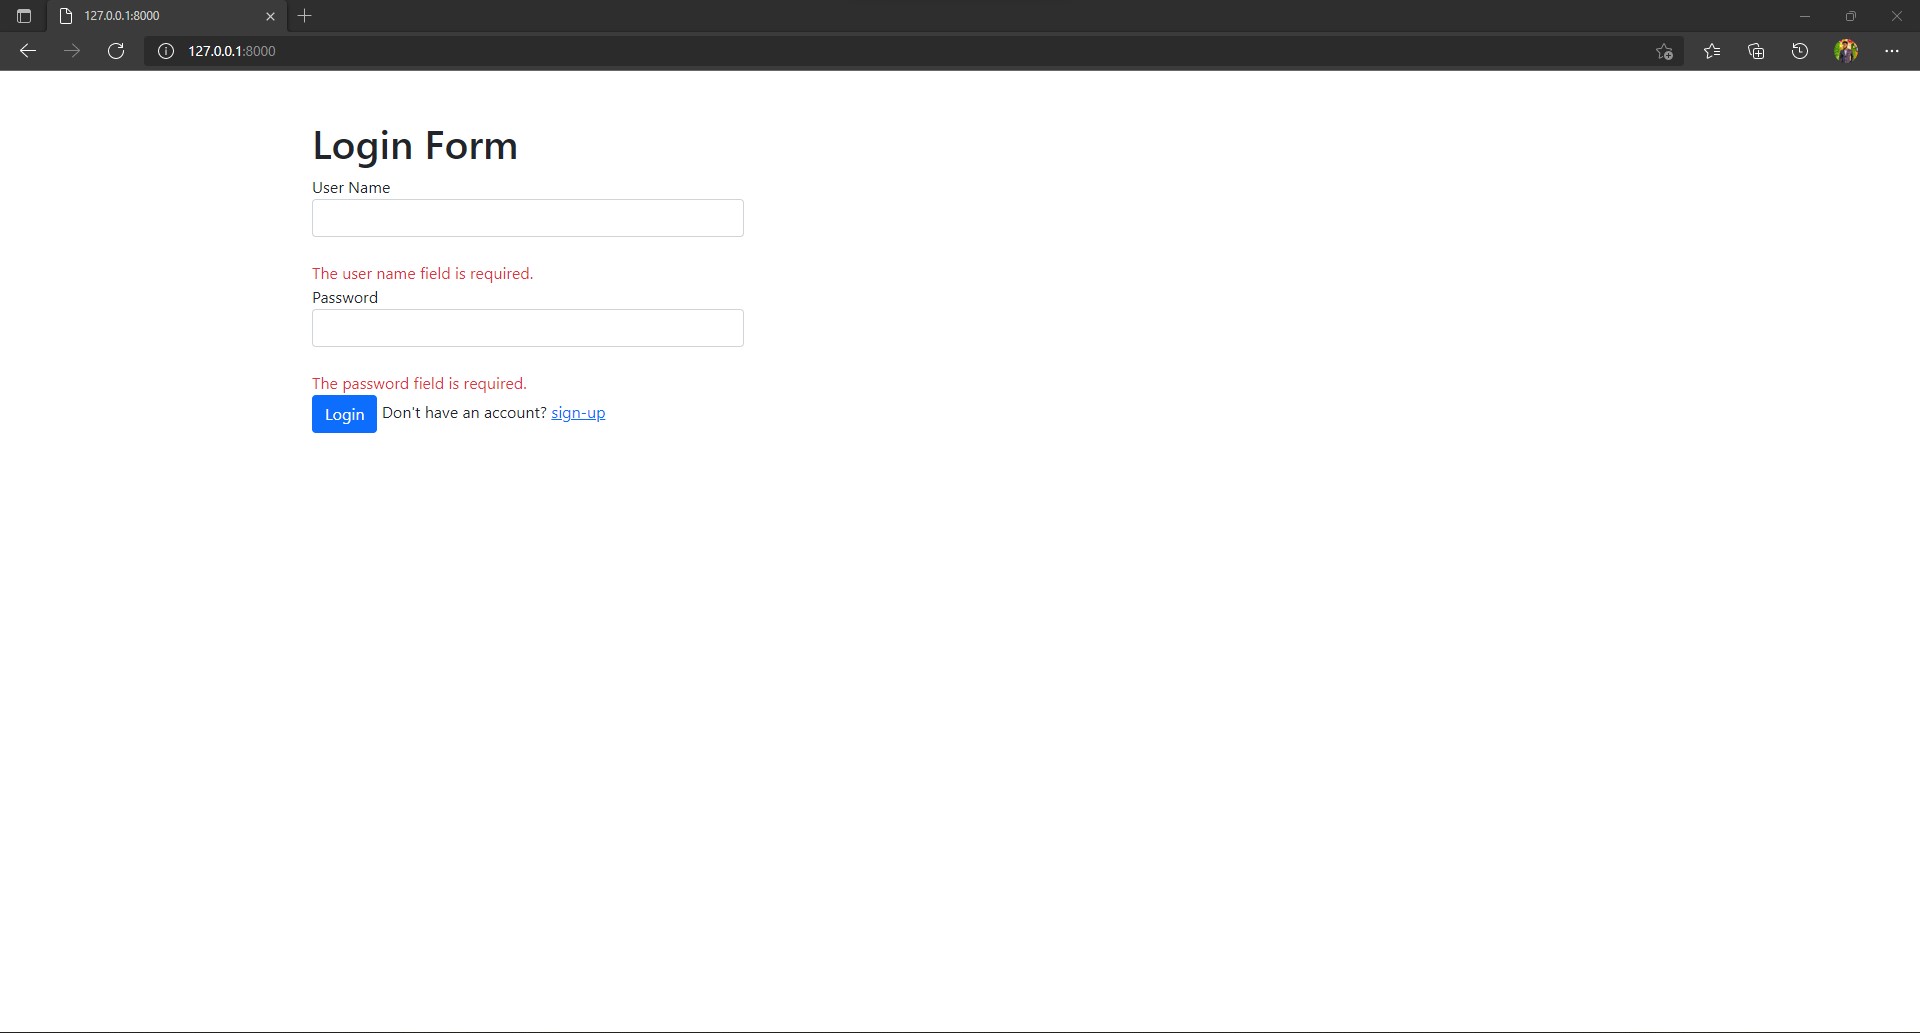 127.0.0.1:8000
127.0.0.1:8000
Login Form
User Name
The user name field is required.
Password
The password field is required.
Login Don't have an account? sign-up